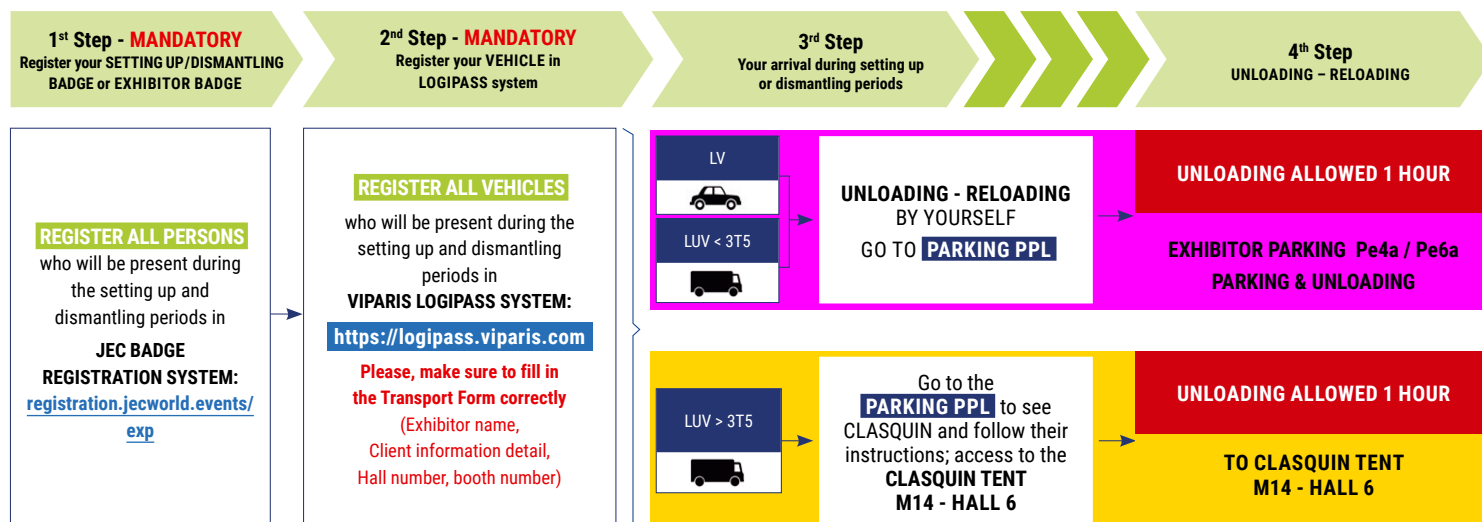 1st Step - MANDATORY
Register your SETTING UP/DISMANTLING
BADGE or EXHIBITOR BADGE
2nd Step - MANDATORY
Register your VEHICLE in
LOGIPASS system
3rd Step
Your arrival during setting up
or dismantling periods
4th Step
UNLOADING – RELOADING
REGISTER ALL PERSONS
who will be present during
the setting up and
dismantling periods in
JEC BADGE
REGISTRATION SYSTEM:
registration.jecworld.events/
exp
REGISTER ALL VEHICLES
who will be present during the
setting up and dismantling
periods in
VIPARIS LOGIPASS SYSTEM:
https://logipass.viparis.com
Please, make sure to fill in
the Transport Form correctly
(Exhibitor name,
Client information detail,
Hall number, booth number)
LV
LUV < 3T5
UNLOADING - RELOADING
BY YOURSELF
GO TO PARKING PPL
UNLOADING ALLOWED 1 HOUR
EXHIBITOR PARKING Pe4a / Pe6a
PARKING & UNLOADING
LUV > 3T5
Go to the
PARKING PPL to see
CLASQUIN and follow their
instructions; access to the
CLASQUIN TENT
M14 - HALL 6
UNLOADING ALLOWED 1 HOUR
TO CLASQUIN TENT
M14 - HALL 6